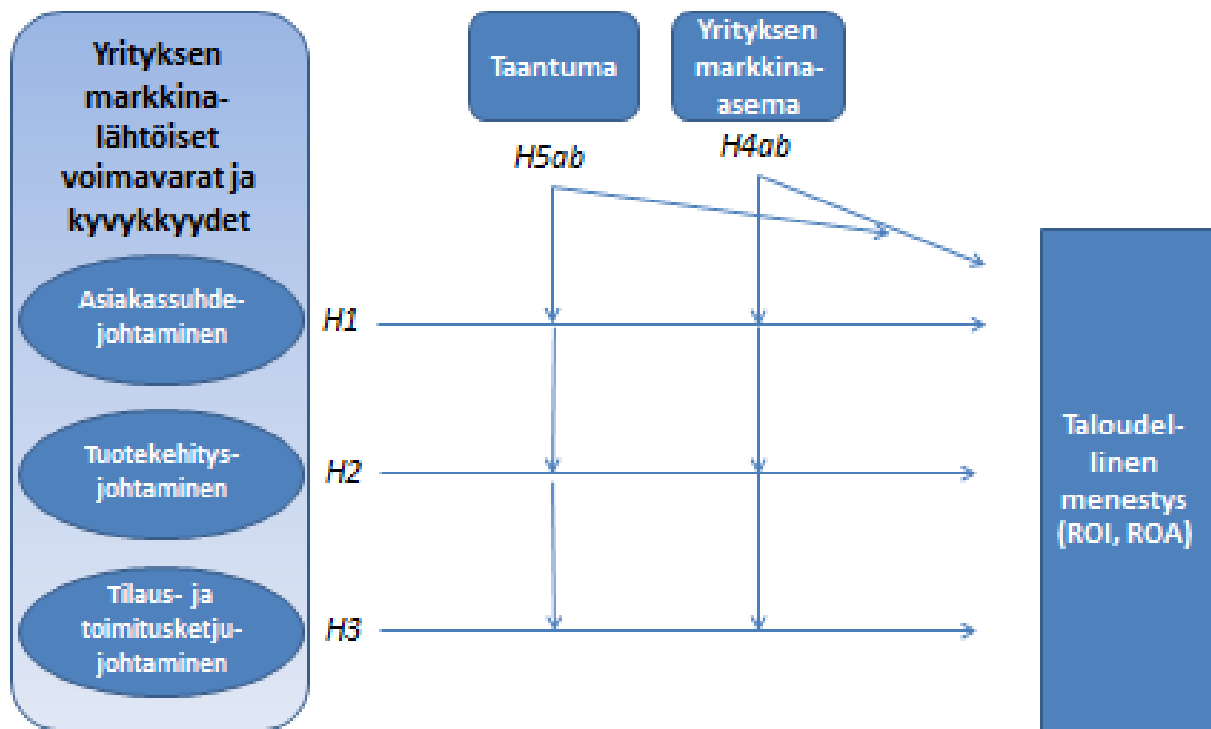 Yrityksen
markkina-
lähtöiset
voimavarat ja
kyvykkyydet
Asiakassuhde-
johtaminen
Tuotekehitys-
johtaminen
Tilaus- ja
toimitusketju-
johtaminen
Taantuma
Yrityksen
markkina-
asema
H5ab
H4ab
H1
H2
H3
Taloudel-
linen
menestys
(ROI, ROA)